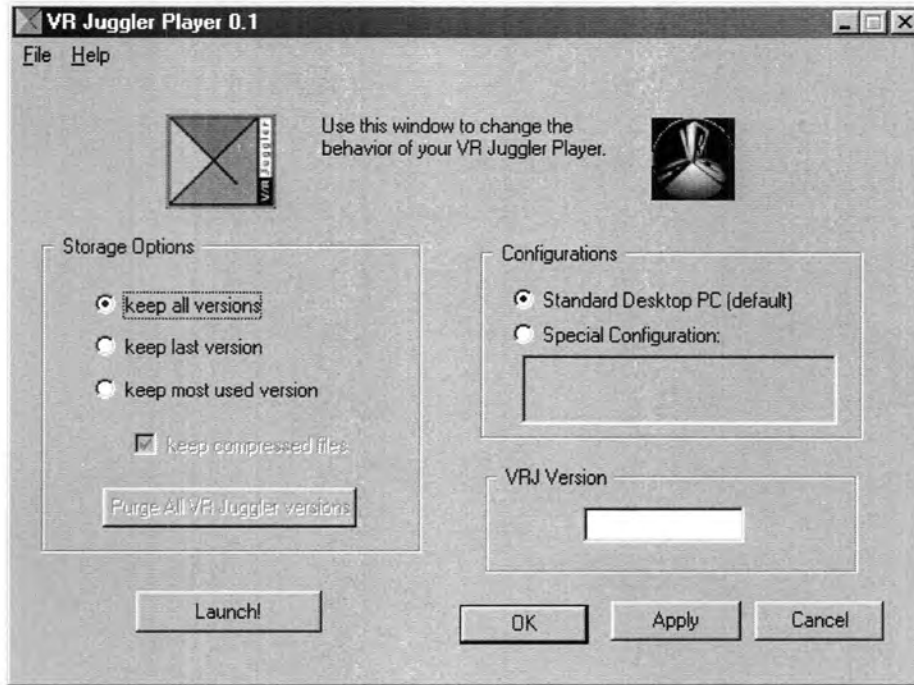 VR Juggler Player 0.1
File Help
Use this window to change the
behavior of your VR Juggler Player.
V/R Juggler
Storage Options
keep all versions
keep last version
keep most used version
keep compressed files
Purge All VR Juggler versions
Launch!
Configurations
Standard Desktop PC (default)
Special Configuration:
VRJ Version
OK Apply Cancel